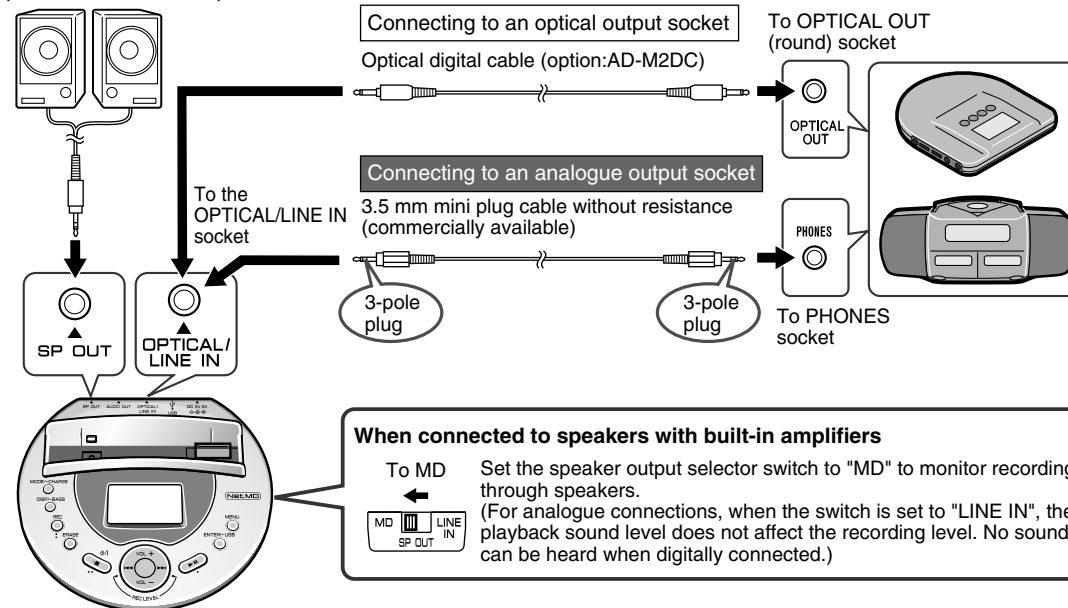 Connecting to an optical output socket
Optical digital cable (option:AD-M2DC)
To OPTICAL OUT
(round) socket
OPTICAL
OUT
Connecting to an analogue output socket
3.5 mm mini plug cable without resistance
(commercially available)
To the
OPTICAL/LINE IN
socket
PHONES
3-pole
plug
3-pole
plug
To PHONES
socket
SP OUT
OPTICAL/
LINE IN
SP OUT
AUDIO OUT
OPTICAL/
LINE IN
USB
DC IN 3V
MODE/-CHARGE
DISP/-BASS
REC
ERASE
NetMD
MENU
ENTER-USB
VOL +
VOL −
REC LEVEL
When connected to speakers with built-in amplifiers
To MD
MD
LINE
IN
SP OUT
Set the speaker output selector switch to "MD" to monitor recording
through speakers.
(For analogue connections, when the switch is set to "LINE IN", the
playback sound level does not affect the recording level. No sound
can be heard when digitally connected.)